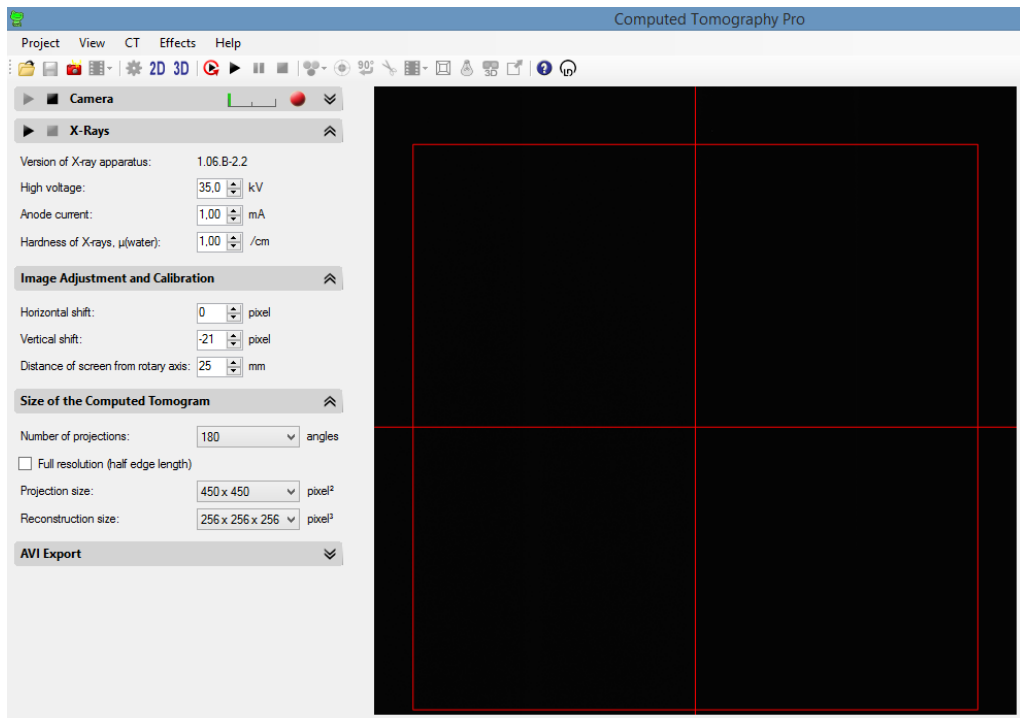 Computed Tomography Pro
Project View CT Effects Help
2D 3D 90° 3D
Camera
X-Rays
Version of X-ray apparatus: 1.06.B-2.2
High voltage: 35,0 kV
Anode current: 1,00 mA
Hardness of X-rays, µ(water): 1,00 /cm
Image Adjustment and Calibration
Horizontal shift: 0 pixel
Vertical shift: -21 pixel
Distance of screen from rotary axis: 25 mm
Size of the Computed Tomogram
Number of projections: 180 angles
Full resolution (half edge length)
Projection size: 450 x 450 pixel²
Reconstruction size: 256 x 256 x 256 pixel³
AVI Export